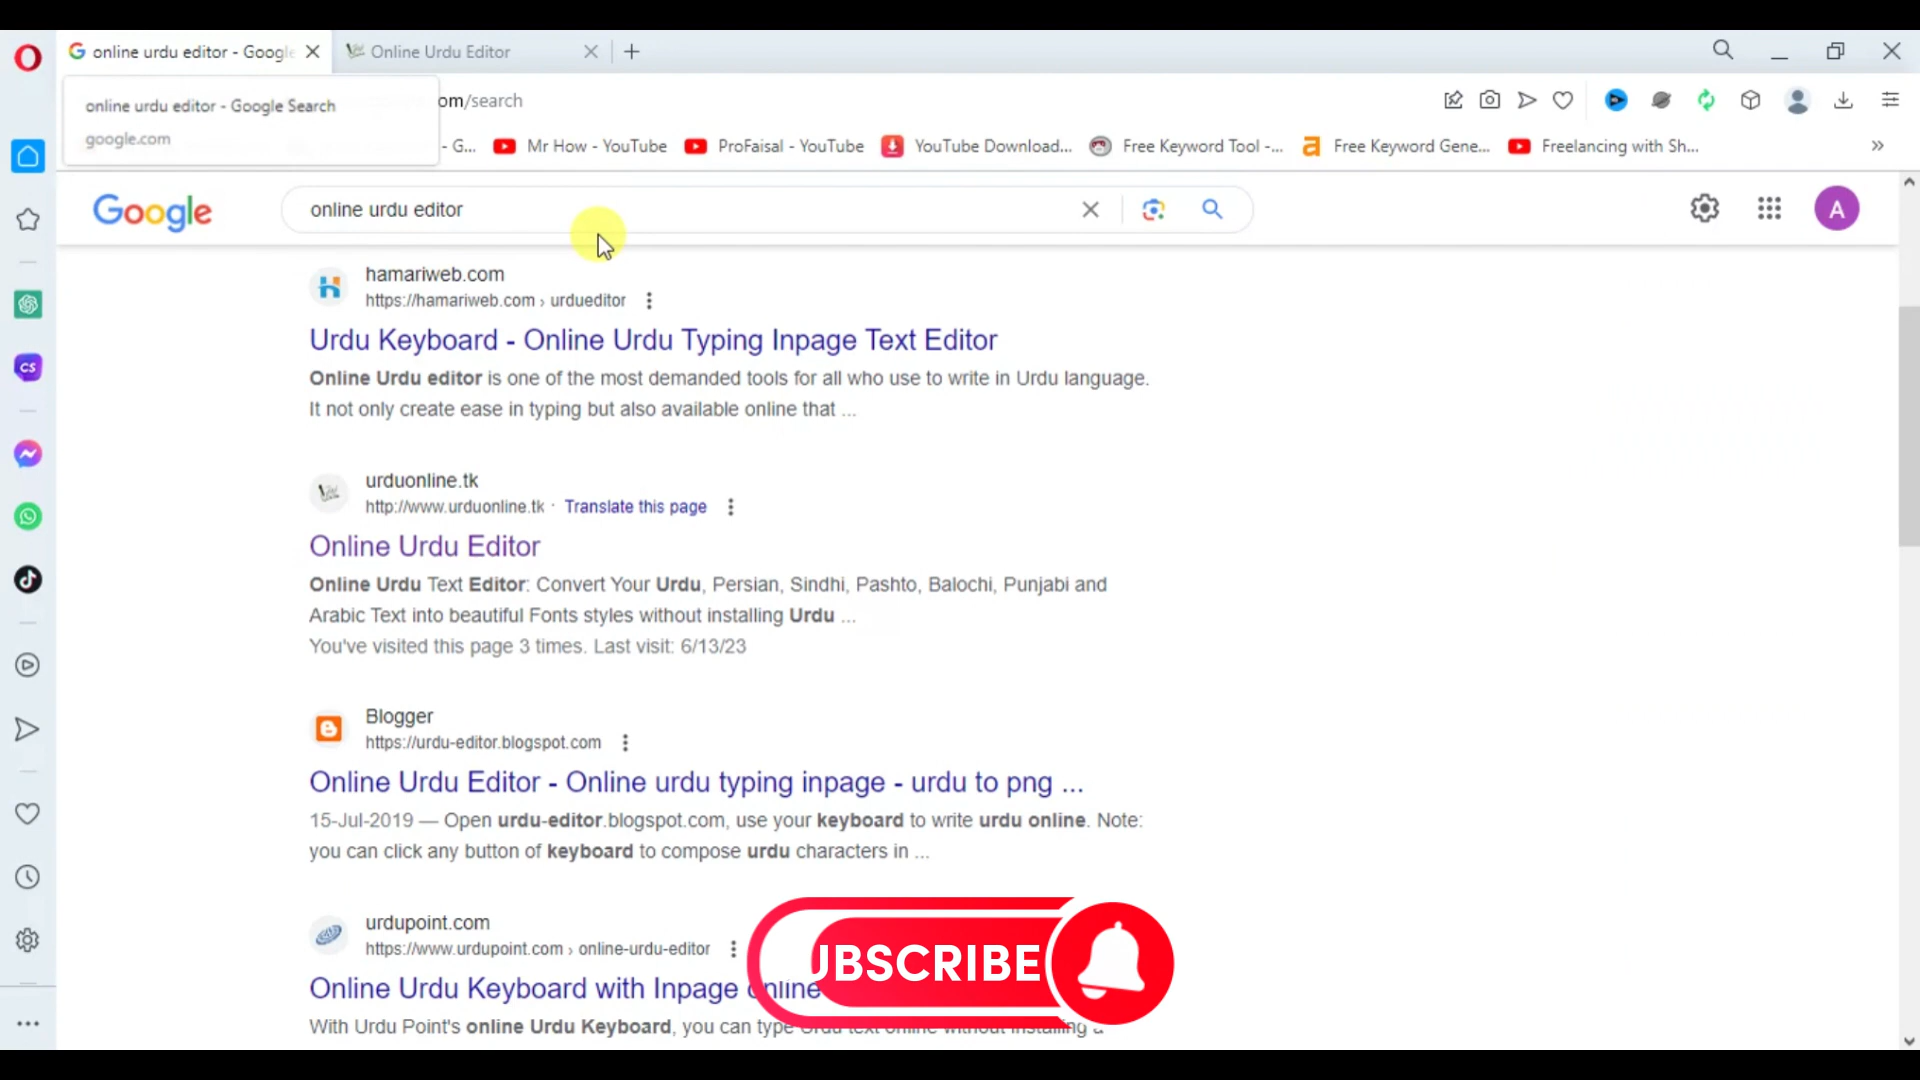 online urdu editor - Google
Online Urdu Editor
online urdu editor - Google Search
google.com
om/search
- G...
Mr How - YouTube
ProFaisal - YouTube
YouTube Download...
Free Keyword Tool -...
Free Keyword Gene...
Freelancing with Sh...
Google
online urdu editor
A
CS
hamariweb.com
https://hamariweb.com › urdueditor
Urdu Keyboard - Online Urdu Typing Inpage Text Editor
Online Urdu editor is one of the most demanded tools for all who use to write in Urdu language.
It not only create ease in typing but also available online that ...
urduonline.tk
http://www.urduonline.tk · Translate this page
Online Urdu Editor
Online Urdu Text Editor: Convert Your Urdu, Persian, Sindhi, Pashto, Balochi, Punjabi and
Arabic Text into beautiful Fonts styles without installing Urdu ...
You've visited this page 3 times. Last visit: 6/13/23
Blogger
https://urdu-editor.blogspot.com
Online Urdu Editor - Online urdu typing inpage - urdu to png ...
15-Jul-2019 — Open urdu-editor.blogspot.com, use your keyboard to write urdu online. Note:
you can click any button of keyboard to compose urdu characters in ...
urdupoint.com
https://www.urdupoint.com › online-urdu-editor
Online Urdu Keyboard with Inpage online
UBSCRIBE
With Urdu Point's online Urdu Keyboard, you can type Urdu text online without installing a